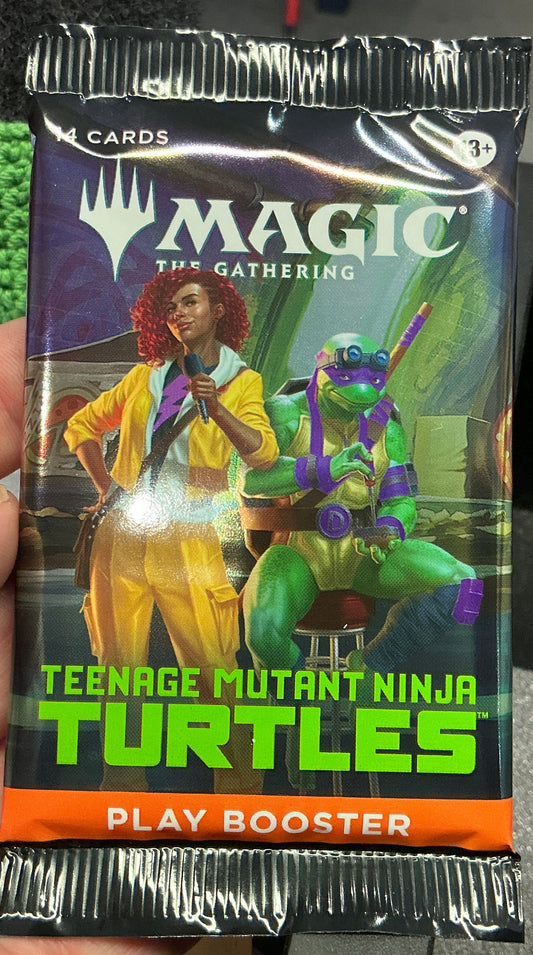 14 CARDS
13+
MAGIC®
THE GATHERING
D
TEENAGE MUTANT NINJA
TURTLES™
PLAY BOOSTER